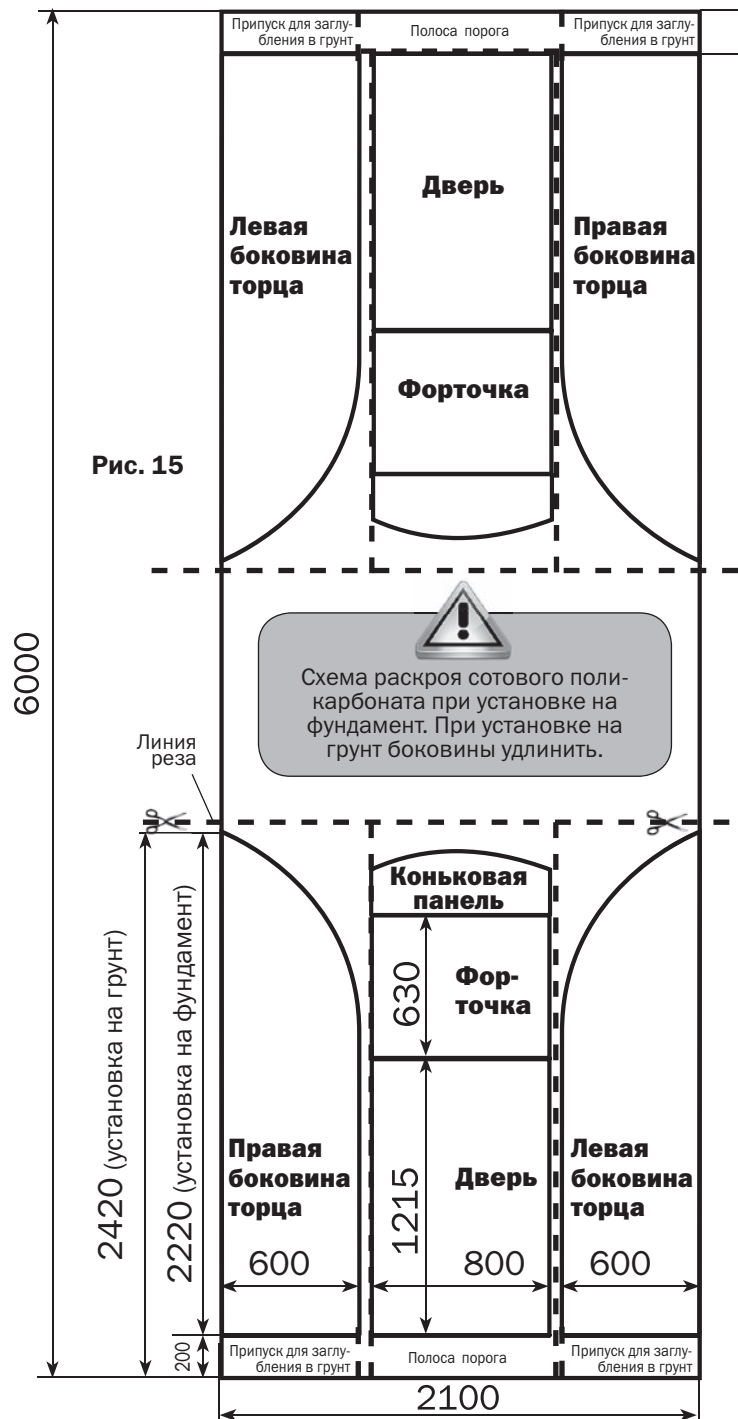 Припуск для заглу-
бления в грунт
Полоса порога
Припуск для заглу-
бления в грунт
Дверь
Левая
боковина
торца
Правая
боковина
торца
Форточка
Рис. 15
6000
Схема раскроя сотового поли-
карбоната при установке на
фундамент. При установке на
грунт боковины удлинить.
Линия
реза
Коньковая
панель
630
Фор-
точка
2420 (установка на грунт)
2220 (установка на фундамент)
Правая
боковина
торца
1215
Дверь
Левая
боковина
торца
600
800
600
200
Припуск для заглу-
бления в грунт
Полоса порога
Припуск для заглу-
бления в грунт
2100